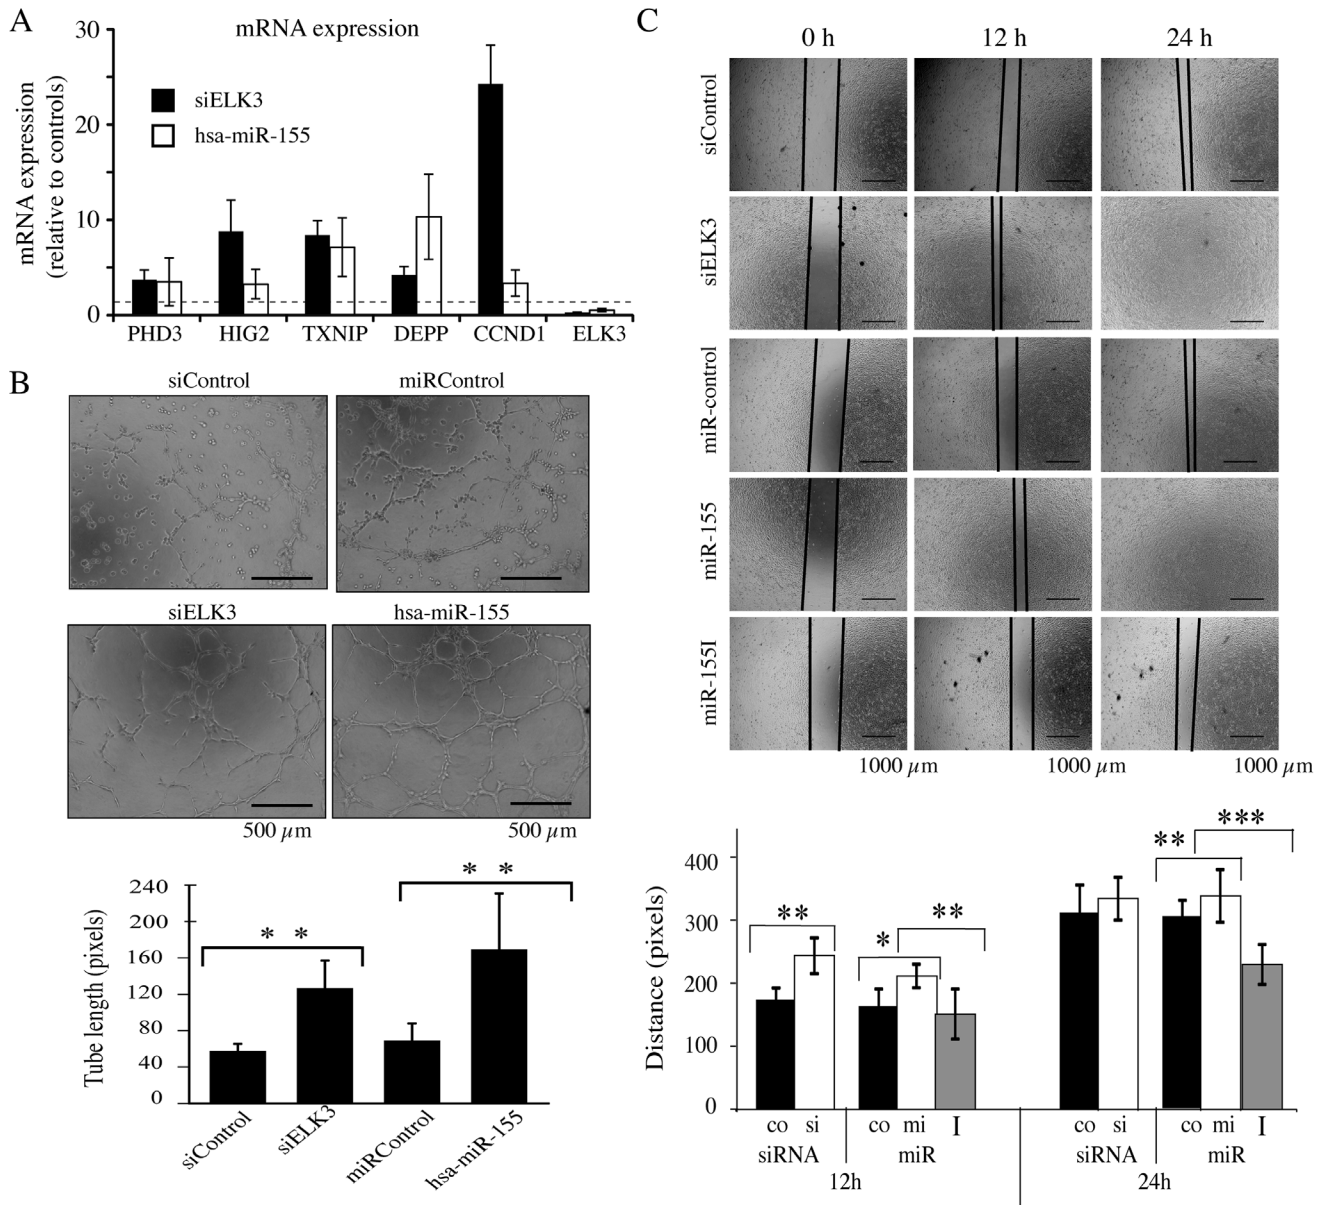 A
mRNA expression
mRNA expression
(relative to controls)
30
20
10
0
siELK3
hsa-miR-155
PHD3 HIG2 TXNIP DEPP CCND1 ELK3
B
siControl miRControl
siELK3 hsa-miR-155
500 µm 500 µm
Tube length (pixels)
240
200
160
120
80
40
0
* *
* *
siControl siELK3 miRControl hsa-miR-155
C
0 h 12 h 24 h
siControl
siELK3
miR-control
miR-155
miR-155I
1000 µm 1000 µm 1000 µm
Distance (pixels)
400
300
200
100
0
**
*
**
**
***
co si co mi I co si co mi I
siRNA miR siRNA miR
12h 24h